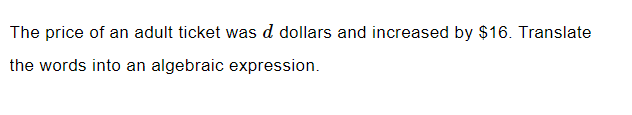 The price of an adult ticket was d dollars and increased by $16. Translate
the words into an algebraic expression.